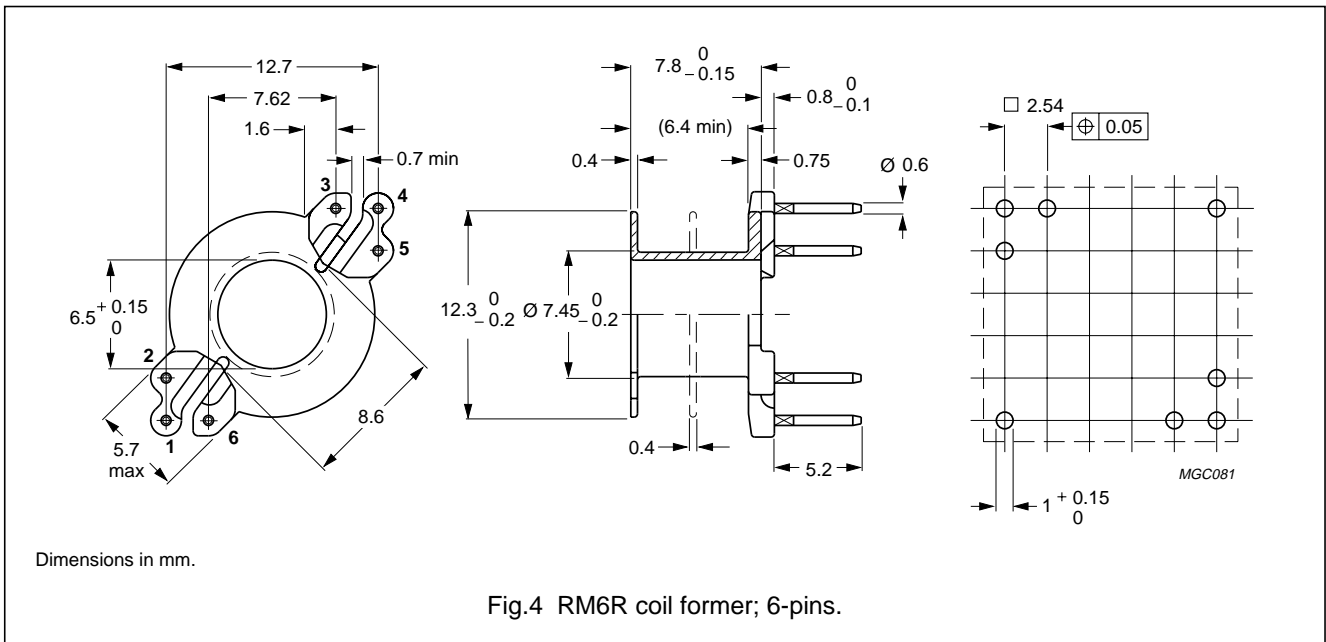 12.7
7.62
1.6
0.7 min
3
4
5
6.5 + 0.15
0
2
1
6
5.7
max
8.6
7.8 0
− 0.15
0.8 0
− 0.1
(6.4 min)
0.4
0.75
Ø 0.6
12.3 0
− 0.2
Ø 7.45 0
− 0.2
0.4
5.2
□ 2.54
⌖ 0.05
MGC081
1 + 0.15
0
Dimensions in mm.
Fig.4 RM6R coil former; 6-pins.